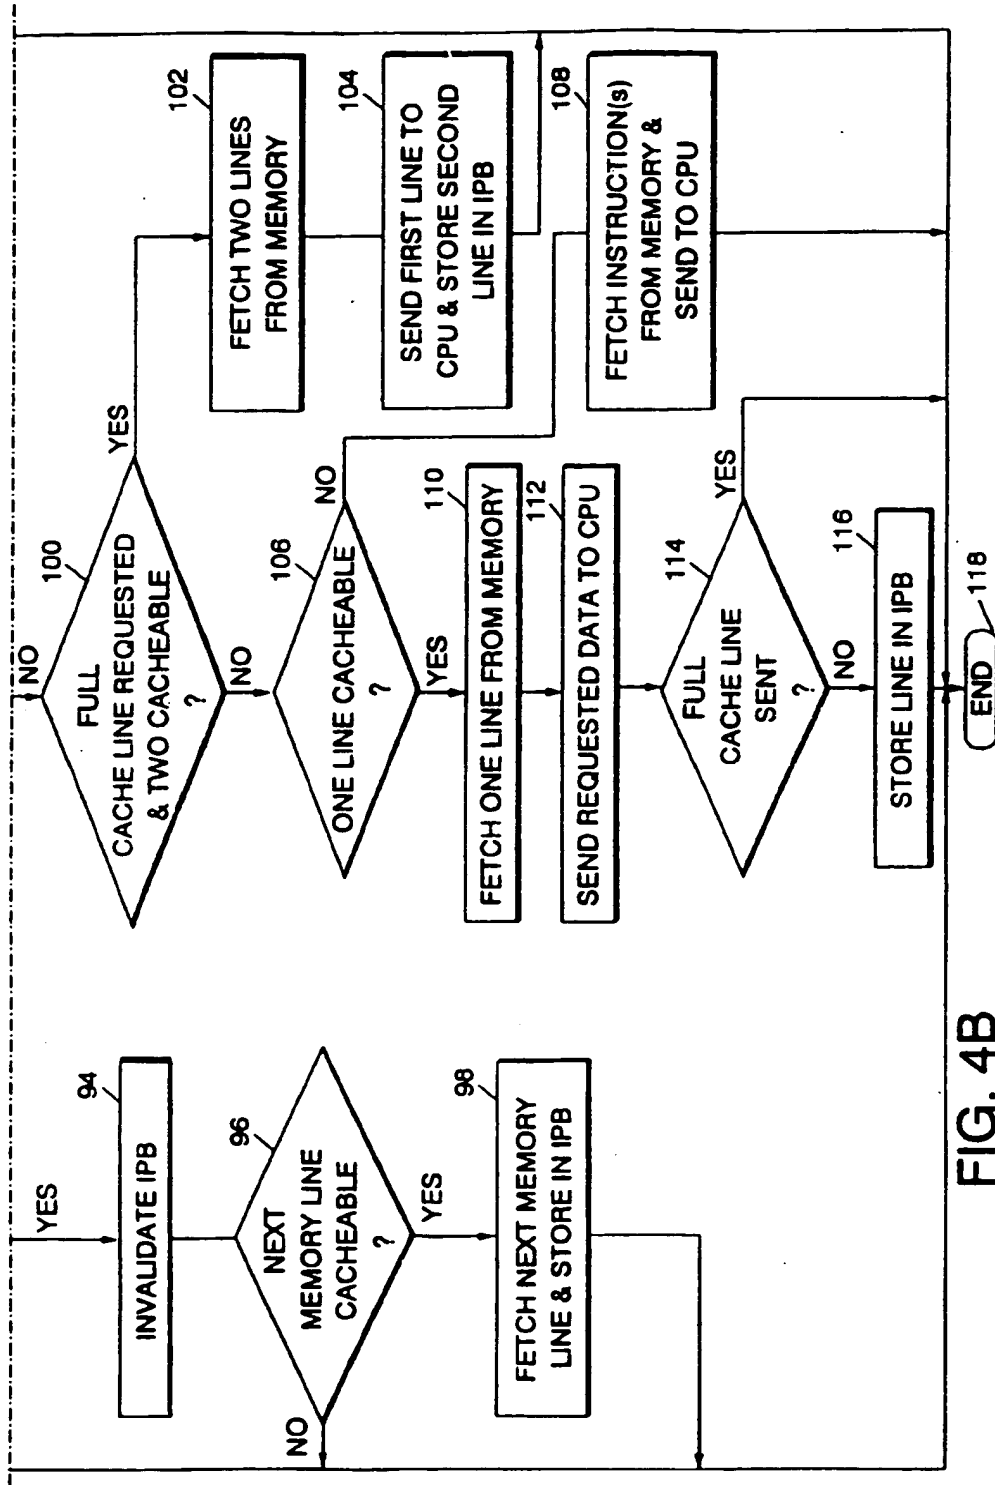 YES
94
INVALIDATE IPB
96
NEXT
MEMORY LINE
CACHEABLE
?
NO
YES
98
FETCH NEXT MEMORY
LINE & STORE IN IPB
NO
100
FULL
CACHE LINE REQUESTED
& TWO CACHEABLE
?
YES
NO
102
FETCH TWO LINES
FROM MEMORY
104
SEND FIRST LINE TO
CPU & STORE SECOND
LINE IN IPB
106
ONE LINE CACHEABLE
?
NO
YES
108
FETCH INSTRUCTION(s)
FROM MEMORY &
SEND TO CPU
110
FETCH ONE LINE FROM MEMORY
112
SEND REQUESTED DATA TO CPU
114
FULL
CACHE LINE
SENT
?
YES
NO
116
STORE LINE IN IPB
118
END
FIG. 4B